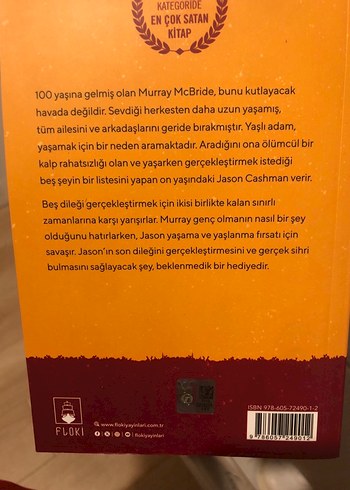 KATEGORİDE
EN ÇOK SATAN
KİTAP
100 yaşına gelmiş olan Murray McBride, bunu kutlayacak
havada değildir. Sevdiği herkesten daha uzun yaşamış,
tüm ailesini ve arkadaşlarını geride bırakmıştır. Yaşlı adam,
yaşamak için bir neden aramaktadır. Aradığını ona ölümcül bir
kalp rahatsızlığı olan ve yaşarken gerçekleştirmek istediği
beş şeyin bir listesini yapan on yaşındaki Jason Cashman verir.
Beş dileği gerçekleştirmek için ikisi birlikte kalan sınırlı
zamanlarına karşı yarışırlar. Murray genç olmanın nasıl bir şey
olduğunu hatırlarken, Jason yaşama ve yaşlanma fırsatı için
savaşır. Jason'ın son dileğini gerçekleştirmesini ve gerçek sihri
bulmasını sağlayacak şey, beklenmedik bir hediyedir.
FLOKI
www.flokiyayinlari.com.tr
flokiyayinlari
ISBN 978-605-72490-1-2
9 786057 249012